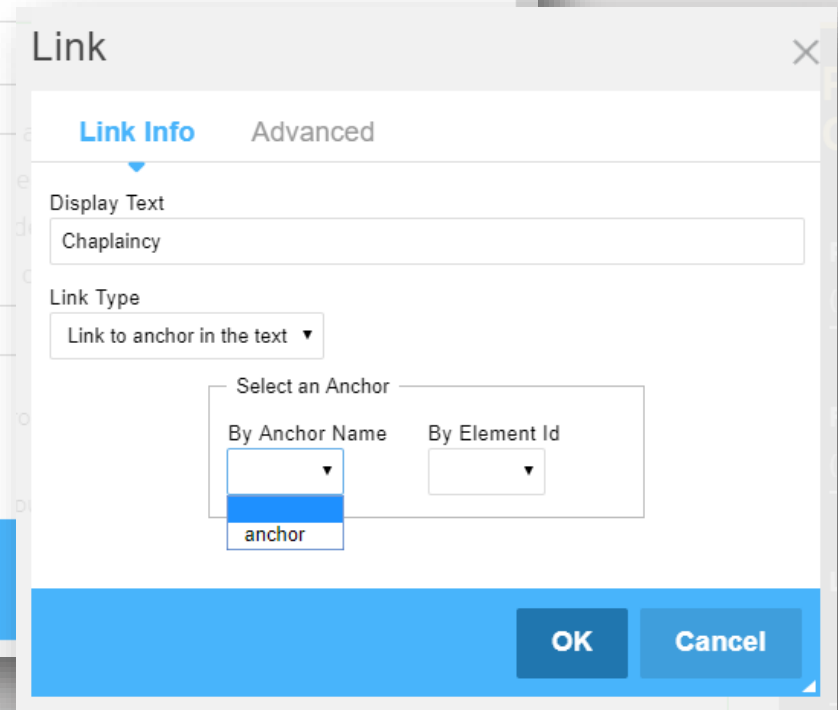 Link
Link Info Advanced
Display Text
Chaplaincy
Link Type
Link to anchor in the text
Select an Anchor
By Anchor Name By Element Id
anchor
OK Cancel